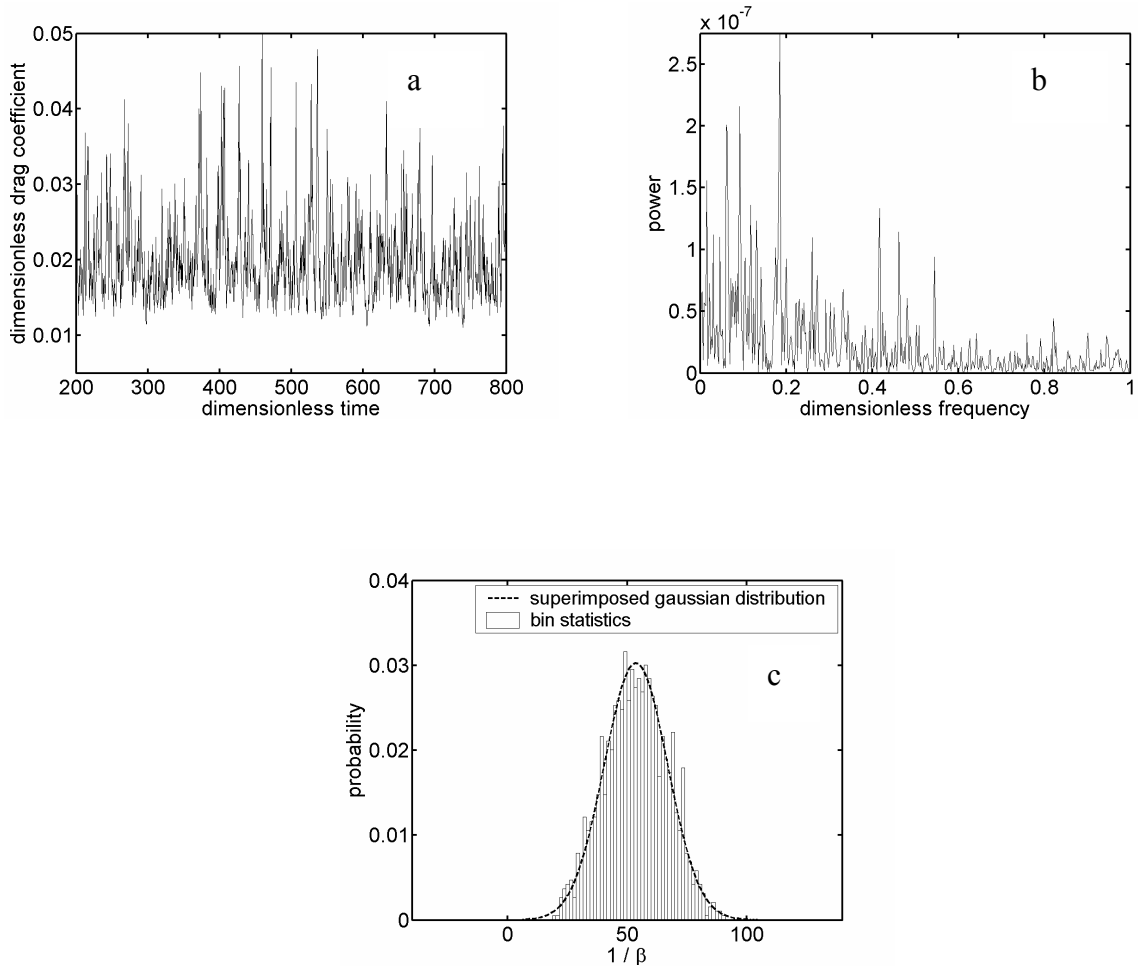 a
0.05
0.04
0.03
0.02
0.01
200 300 400 500 600 700 800
dimensionless time
dimensionless drag coefficient
x 10-7
b
2.5
2
1.5
1
0.5
0
0 0.2 0.4 0.6 0.8 1
dimensionless frequency
power
0.04
0.03
0.02
0.01
0
superimposed gaussian distribution
bin statistics
c
0 50 100
1 / β
probability